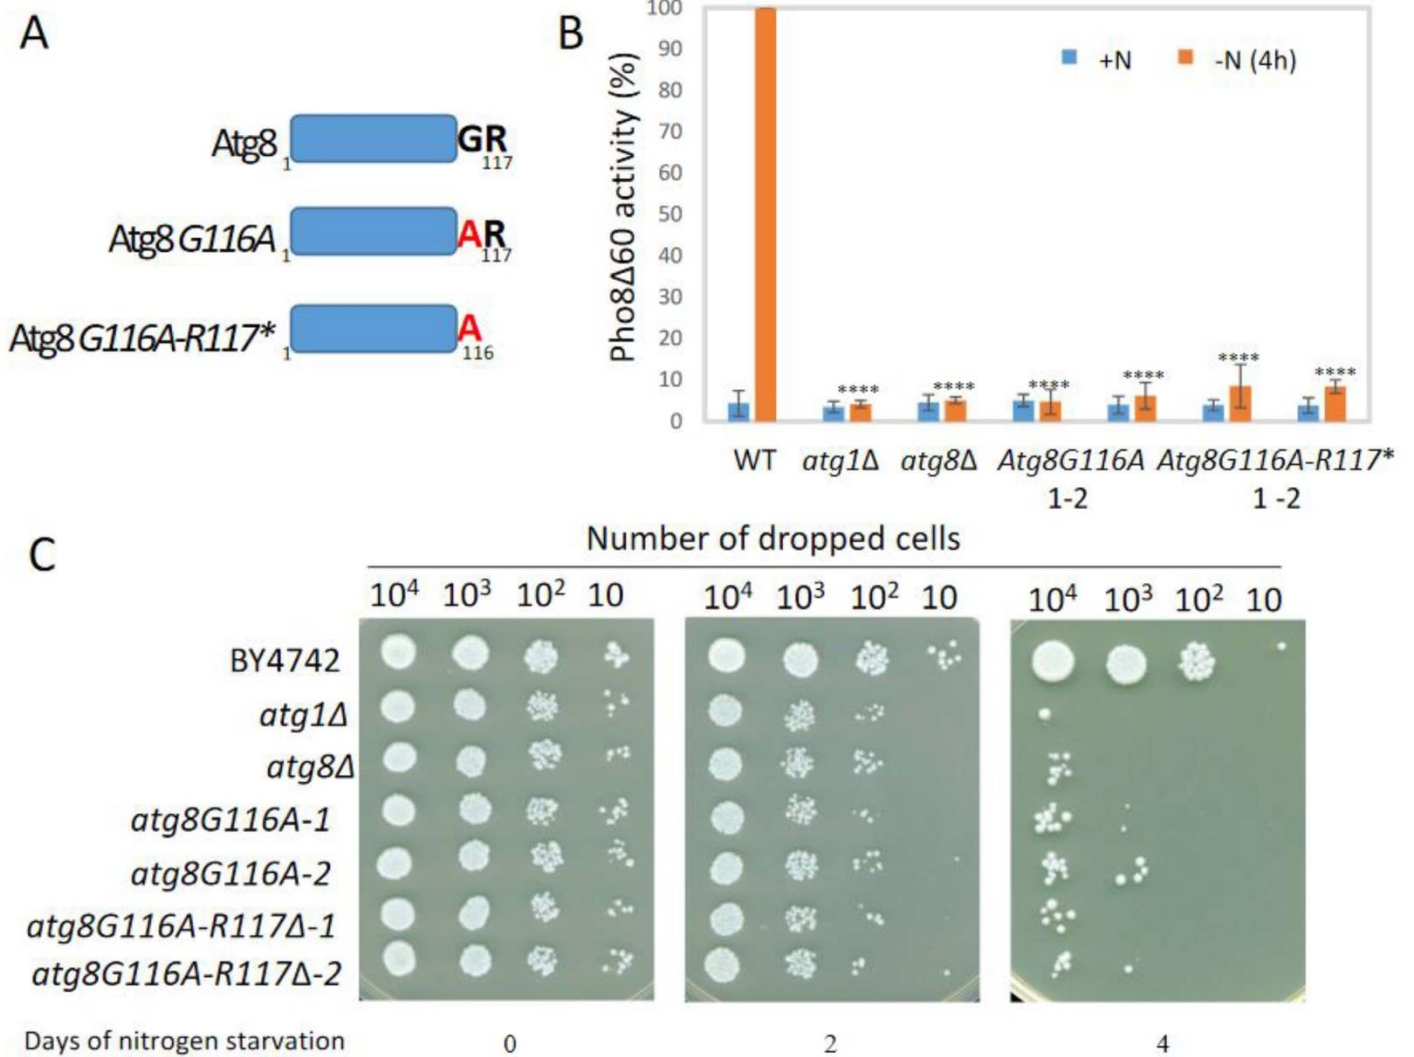 A
Atg8 1 GR 117
Atg8 G116A 1 AR 117
Atg8 G116A-R117* 1 A 116
B
Pho8Δ60 activity (%)
100
90
80
70
60
50
40
30
20
10
0
+N -N (4h)
**** **** **** **** **** ****
WT atg1Δ atg8Δ Atg8G116A Atg8G116A-R117*
1-2 1 -2
C
Number of dropped cells
10⁴ 10³ 10² 10 10⁴ 10³ 10² 10 10⁴ 10³ 10² 10
BY4742
atg1Δ
atg8Δ
atg8G116A-1
atg8G116A-2
atg8G116A-R117Δ-1
atg8G116A-R117Δ-2
Days of nitrogen starvation 0 2 4